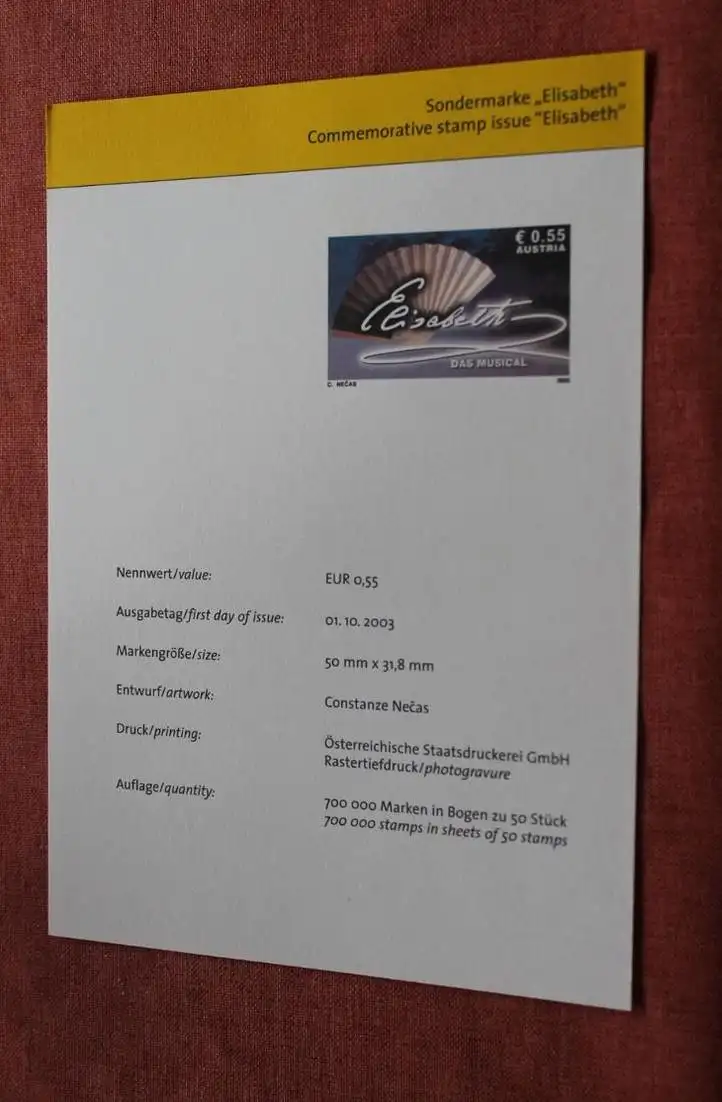 Sondermarke „Elisabeth“
Commemorative stamp issue “Elisabeth”
€ 0.55
AUSTRIA
Elisabeth
DAS MUSICAL
C. NEČAS
Nennwert/value:
EUR 0,55
Ausgabetag/first day of issue:
01. 10. 2003
Markengröße/size:
50 mm x 31,8 mm
Entwurf/artwork:
Constanze Nečas
Druck/printing:
Österreichische Staatsdruckerei GmbH
Rastertiefdruck/photogravure
Auflage/quantity:
700 000 Marken in Bogen zu 50 Stück
700 000 stamps in sheets of 50 stamps